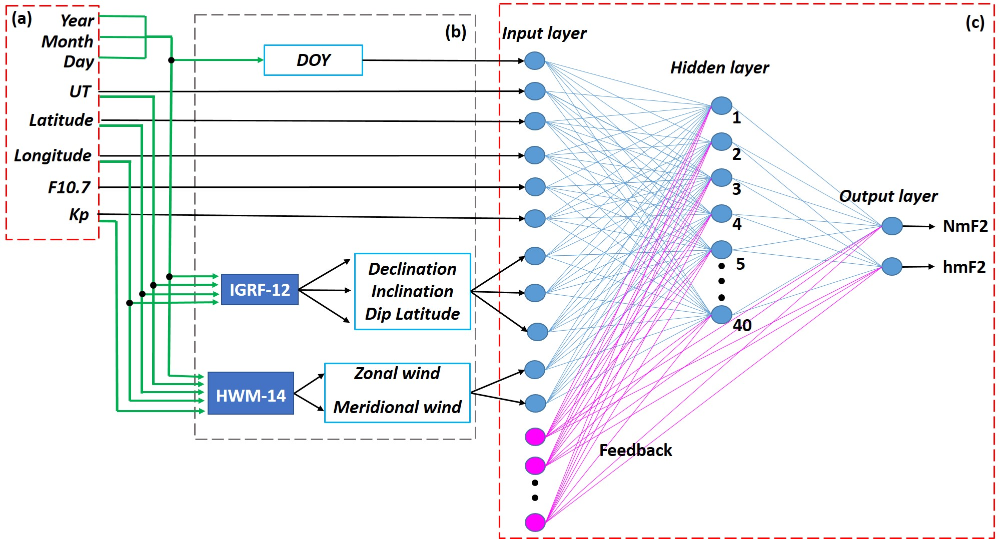 (a)
Year
Month
Day
UT
Latitude
Longitude
F10.7
Kp
(b)
DOY
IGRF-12
Declination
Inclination
Dip Latitude
HWM-14
Zonal wind
Meridional wind
(c)
Input layer
Hidden layer
1
2
3
4
5
40
Output layer
NmF2
hmF2
Feedback